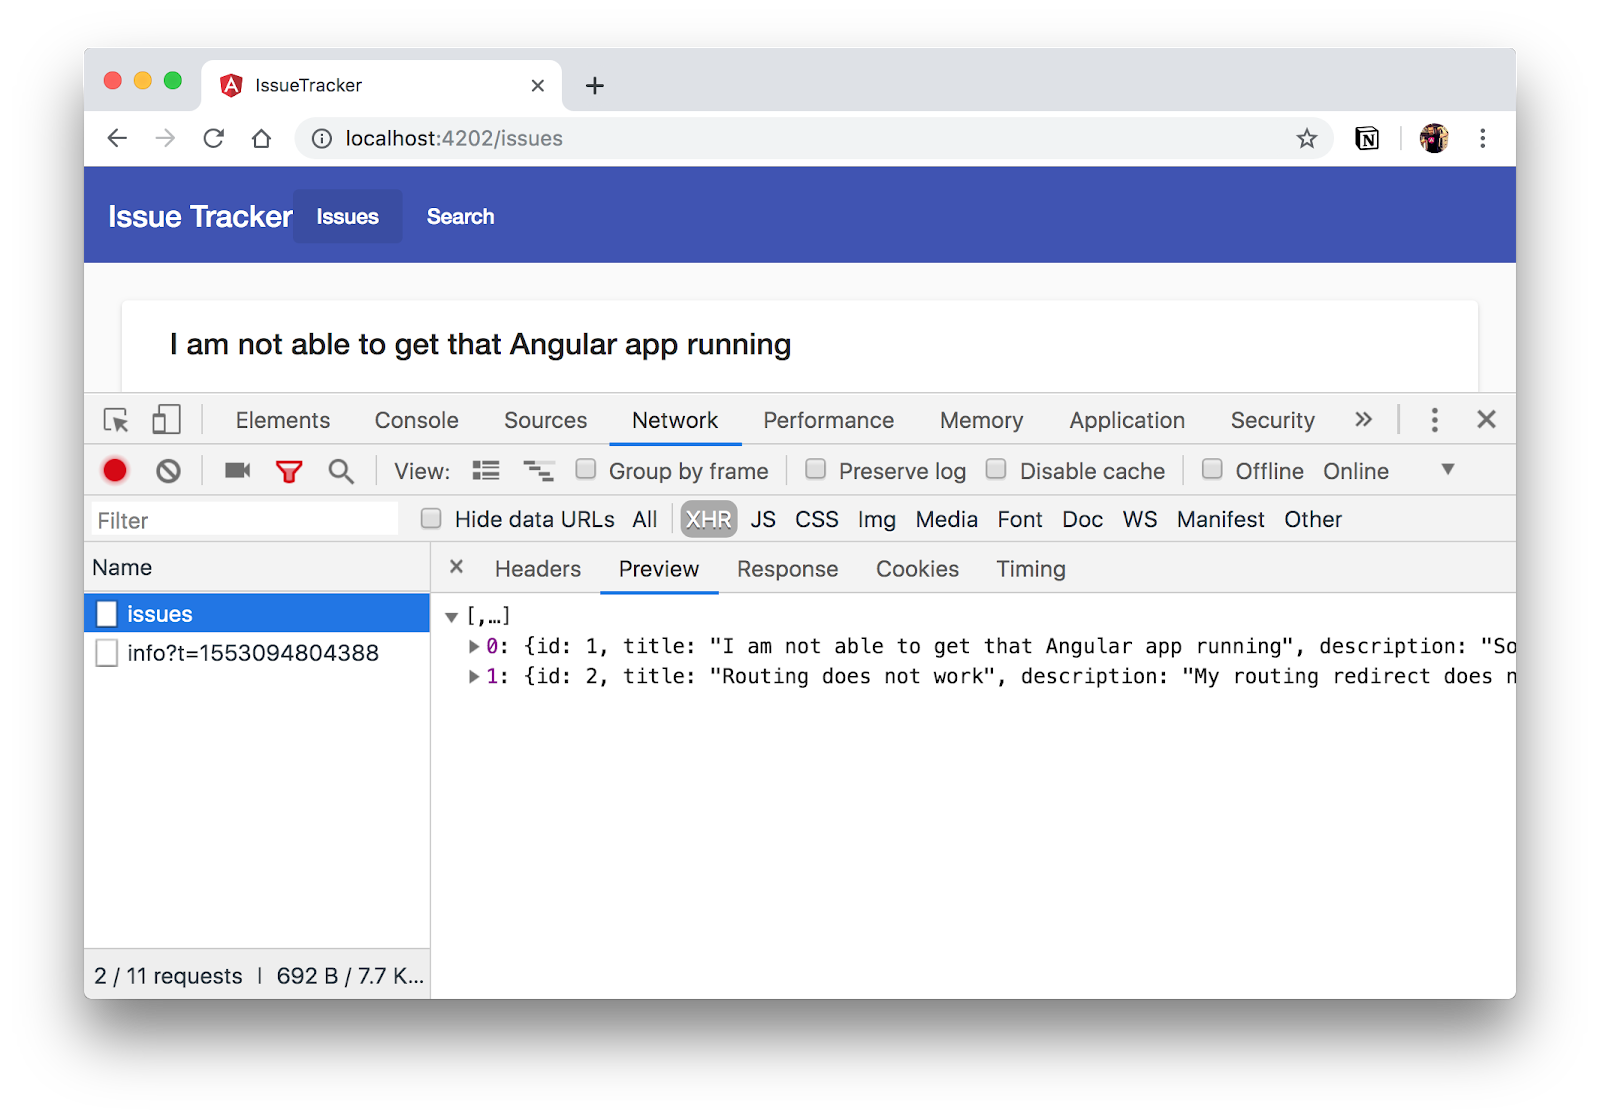 IssueTracker
localhost:4202/issues
Issue Tracker Issues Search
I am not able to get that Angular app running
Elements Console Sources Network Performance Memory Application Security
View: Group by frame Preserve log Disable cache Offline Online
Filter Hide data URLs All XHR JS CSS Img Media Font Doc WS Manifest Other
Name Headers Preview Response Cookies Timing
issues
info?t=1553094804388
[,…]
0: {id: 1, title: "I am not able to get that Angular app running", description: "So
1: {id: 2, title: "Routing does not work", description: "My routing redirect does n
2 / 11 requests | 692 B / 7.7 K...